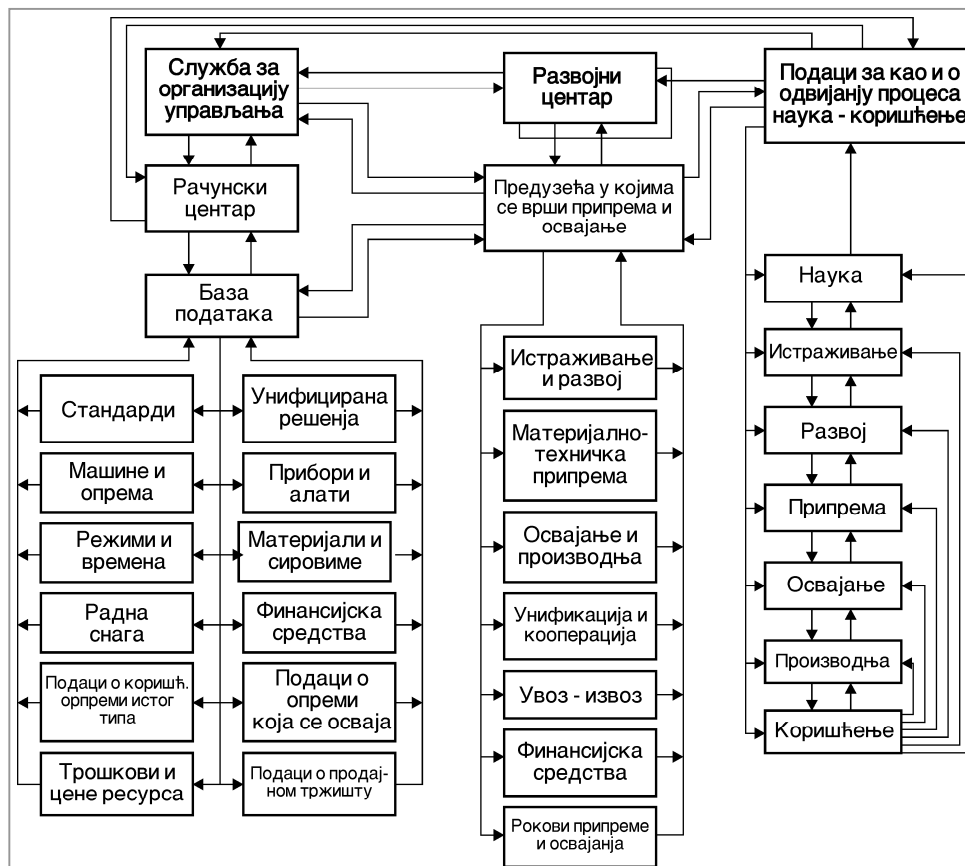 Служба за
организацију
управљања
Развојни
центар
Подаци за као и о
одвијању процеса
наука - коришћење
Рачунски
центар
Предузећа у којима
се врши припрема и
освајање
База
података
Наука
Истраживање
Развој
Припрема
Освајање
Производња
Коришћење
Стандарди
Унифицирана
решенја
Машине и
опрема
Прибори и
алати
Режими и
времена
Материјали и
сировиме
Радна
снага
Финансијска
средства
Подаци о коришћ.
орпреми истог
типа
Подаци о
опреми
која се осваја
Трошкови и
цене ресурса
Подаци о продај-
ном тржишту
Истраживање
и развој
Материјално-
техничка
припрема
Освајање и
производња
Унификација и
кооперација
Увоз - извоз
Финансијска
средства
Рокови припреме
и освајанја